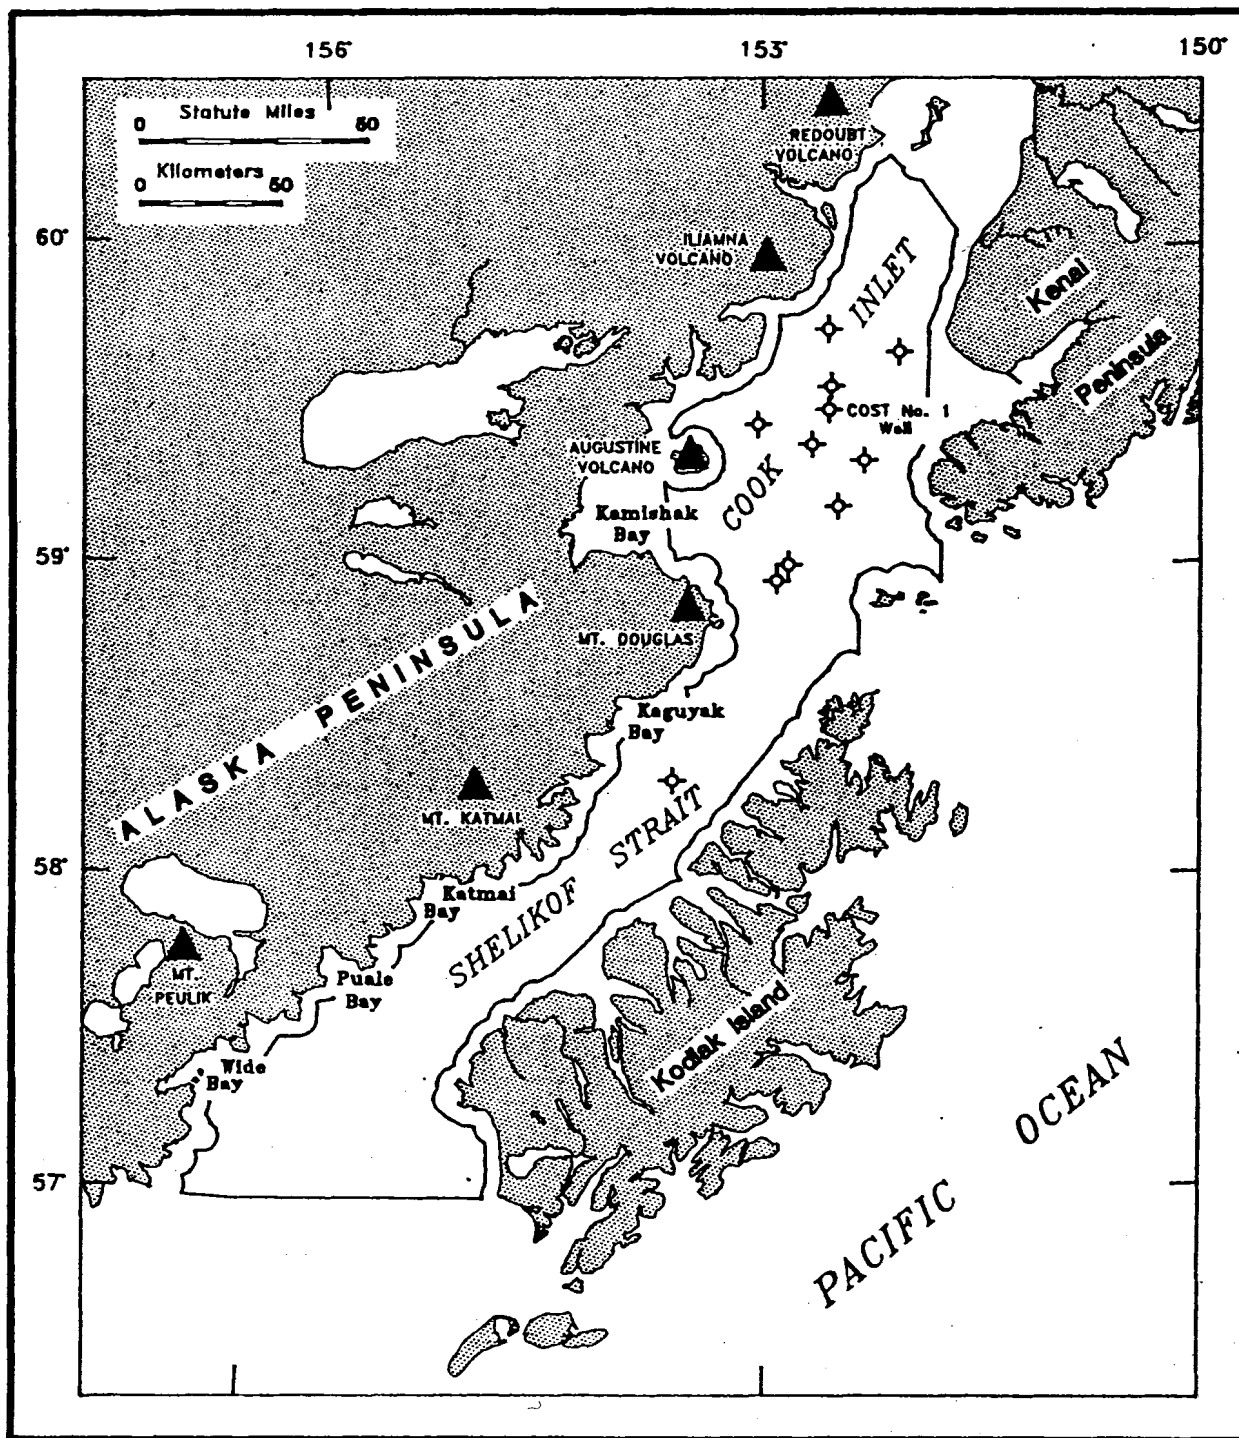 156° 153° 150°
Statute Miles
0 50
Kilometers
0 50
REDOUBT
VOLCANO
60°
ILIAMNA
VOLCANO
INLET
Kenai
Peninsula
COST No. 1
Well
AUGUSTINE
VOLCANO
COOK
Kamishak
Bay
59°
ALASKA PENINSULA
MT. DOUGLAS
Kaguyak
Bay
MT. KATMAI
STRAIT
58°
Katmai
Bay
SHELIKOF
MT.
PEULIK
Puale
Bay
Kodiak Island
Wide
Bay
OCEAN
57°
PACIFIC